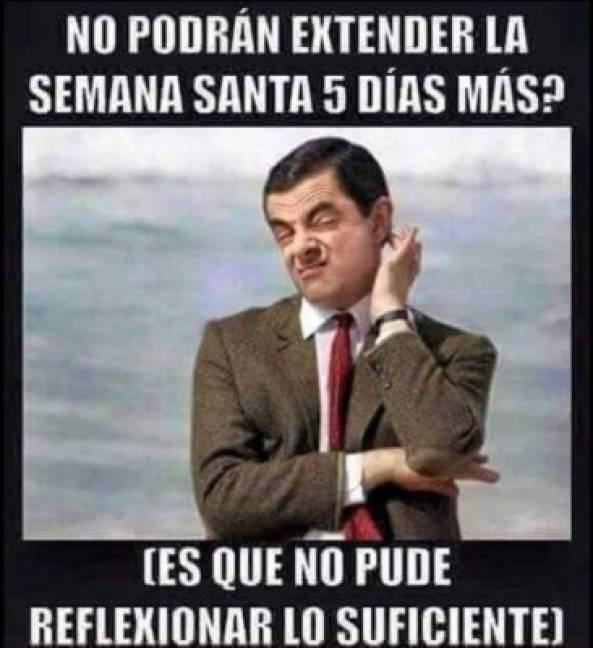 NO PODRÁN EXTENDER LA
SEMANA SANTA 5 DÍAS MÁS?
(ES QUE NO PUDE
REFLEXIONAR LO SUFICIENTE)